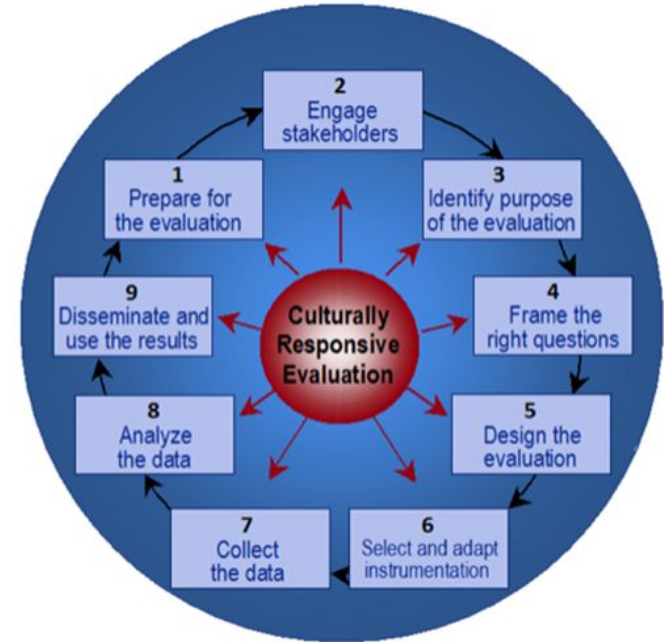 1
Prepare for
the evaluation
2
Engage
stakeholders
3
Identify purpose
of the evaluation
4
Frame the
right questions
5
Design the
evaluation
6
Select and adapt
instrumentation
7
Collect
the data
8
Analyze
the data
9
Disseminate and
use the results
Culturally
Responsive
Evaluation